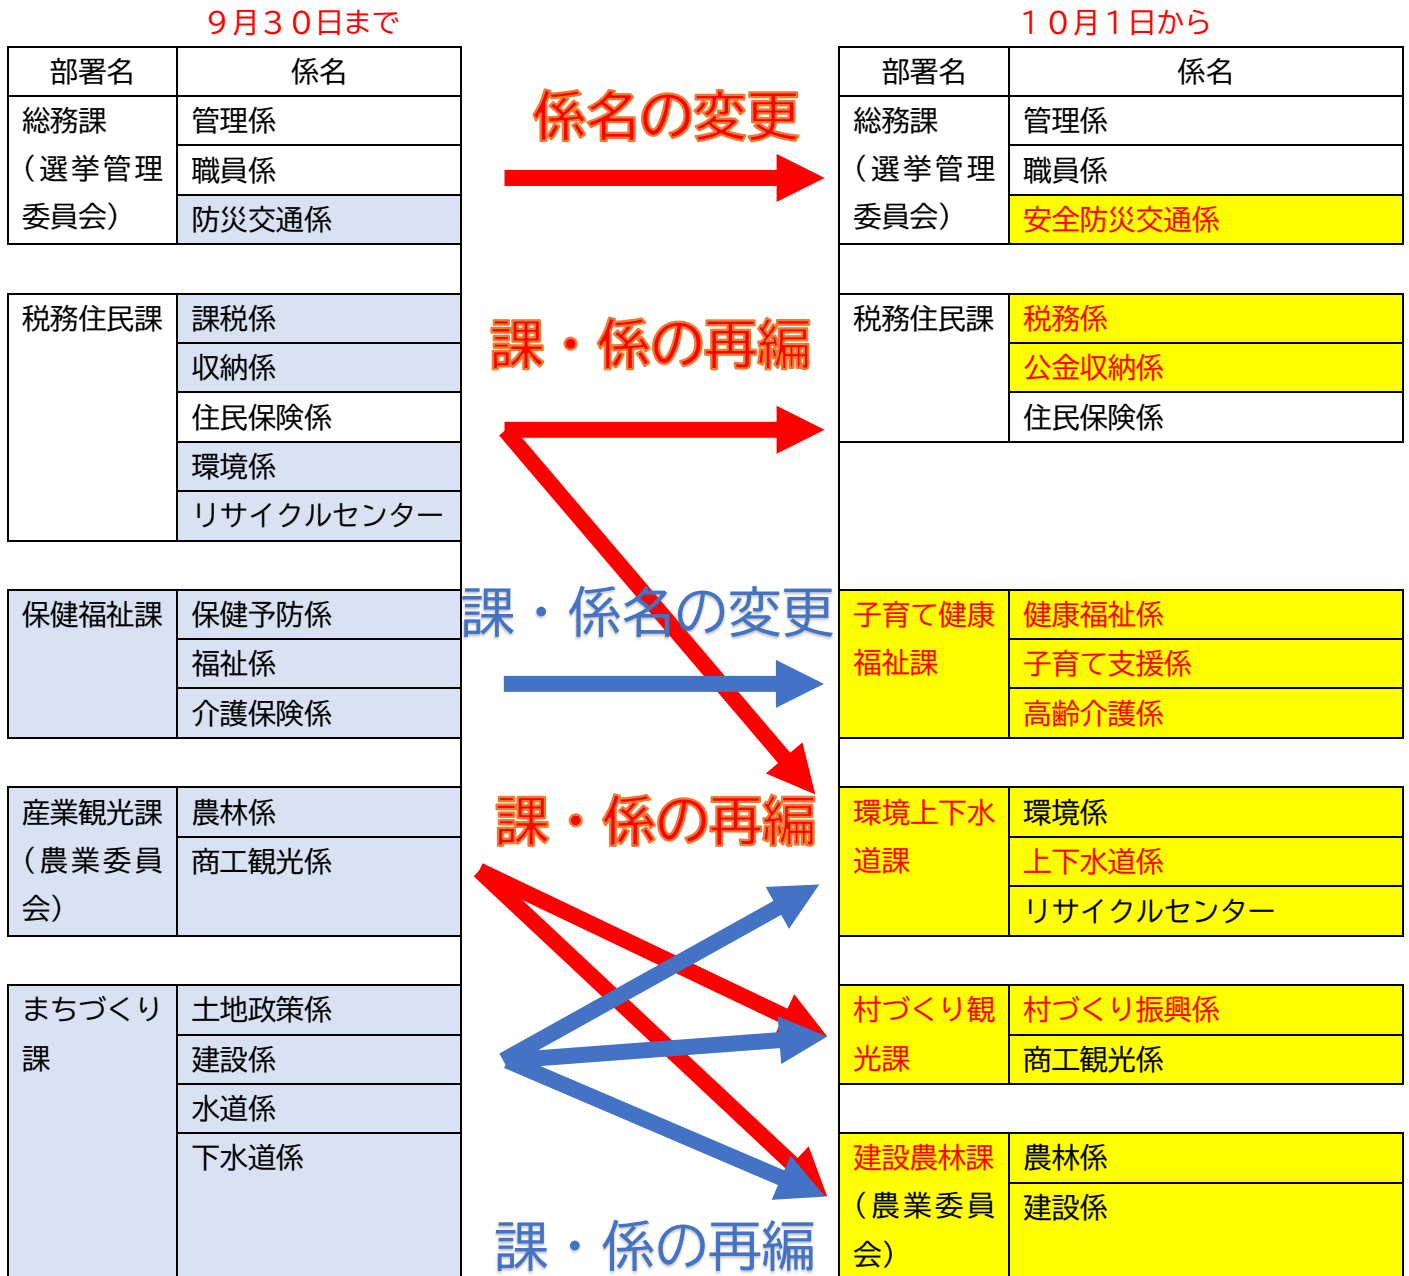 ９月３０日まで
部署名 係名
総務課 管理係
（選挙管理 職員係
委員会） 防災交通係
税務住民課 課税係
収納係
住民保険係
環境係
リサイクルセンター
保健福祉課 保健予防係
福祉係
介護保険係
産業観光課 農林係
（農業委員 商工観光係
会）
まちづくり 土地政策係
課 建設係
水道係
下水道係
係名の変更
課・係の再編
課・係名の変更
課・係の再編
課・係の再編
１０月１日から
部署名 係名
総務課 管理係
（選挙管理 職員係
委員会） 安全防災交通係
税務住民課 税務係
公金収納係
住民保険係
子育て健康 健康福祉係
福祉課 子育て支援係
高齢介護係
環境上下水 環境係
道課 上下水道係
リサイクルセンター
村づくり観 村づくり振興係
光課 商工観光係
建設農林課 農林係
（農業委員 建設係
会）